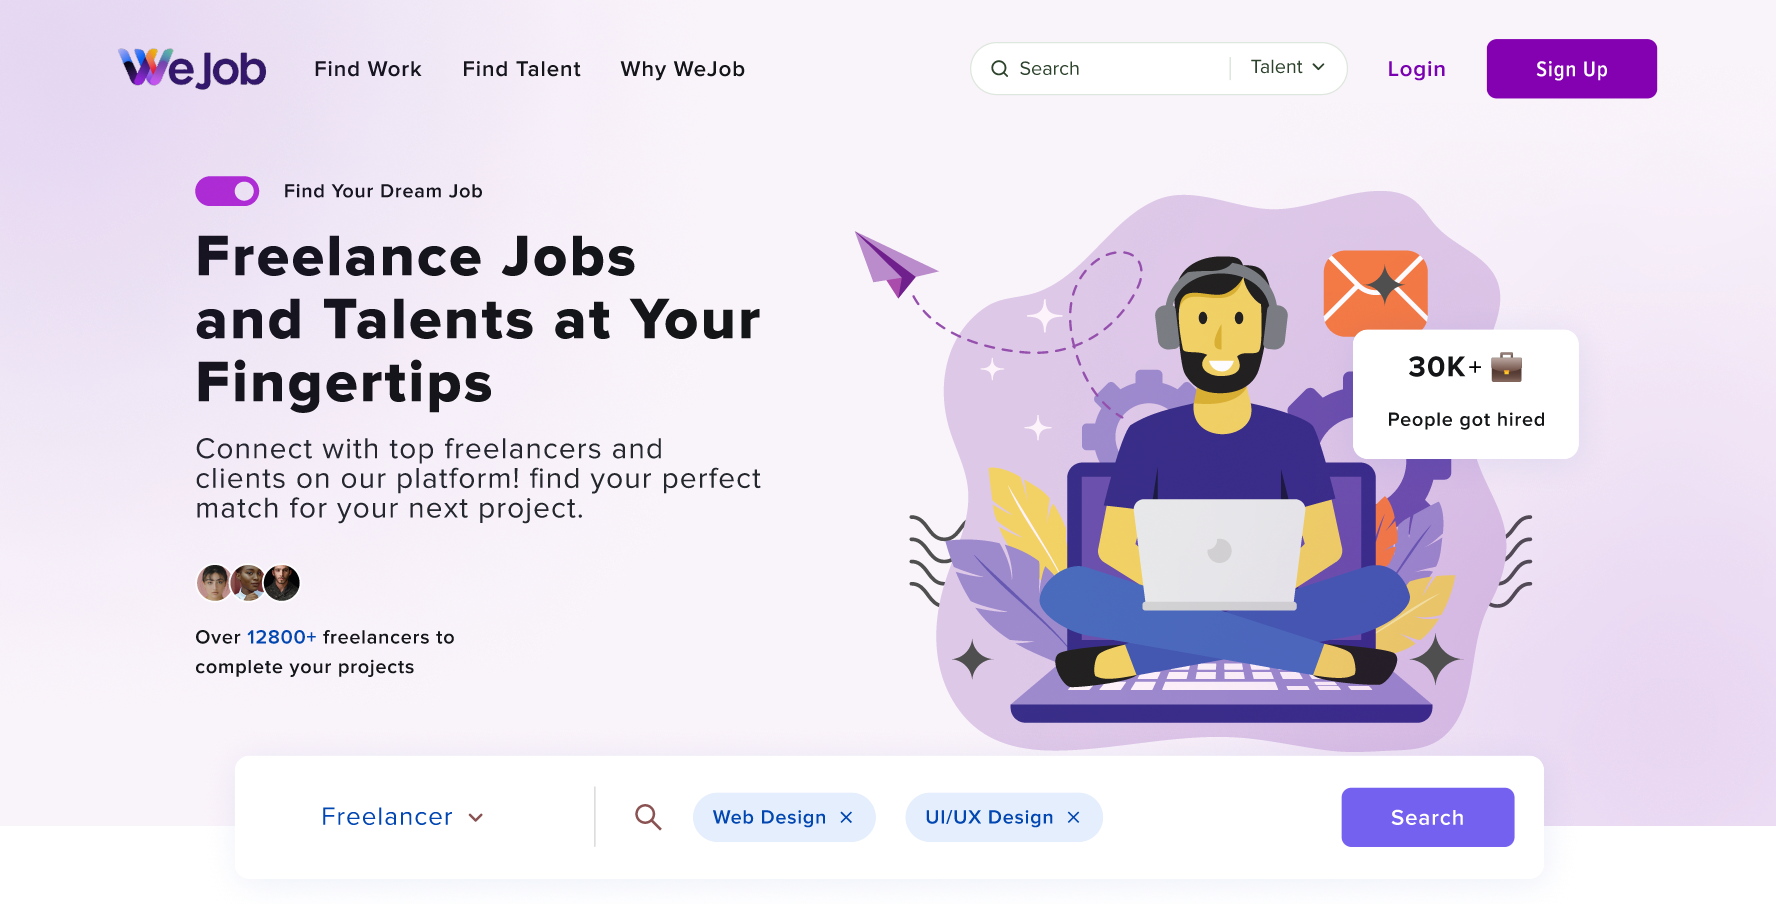 WeJob
Find Work
Find Talent
Why WeJob
Search
Talent
Login
Sign Up
Find Your Dream Job
Freelance Jobs
and Talents at Your
Fingertips
Connect with top freelancers and
clients on our platform! find your perfect
match for your next project.
Over 12800+ freelancers to
complete your projects
30K+
People got hired
Freelancer
Web Design ×
UI/UX Design ×
Search